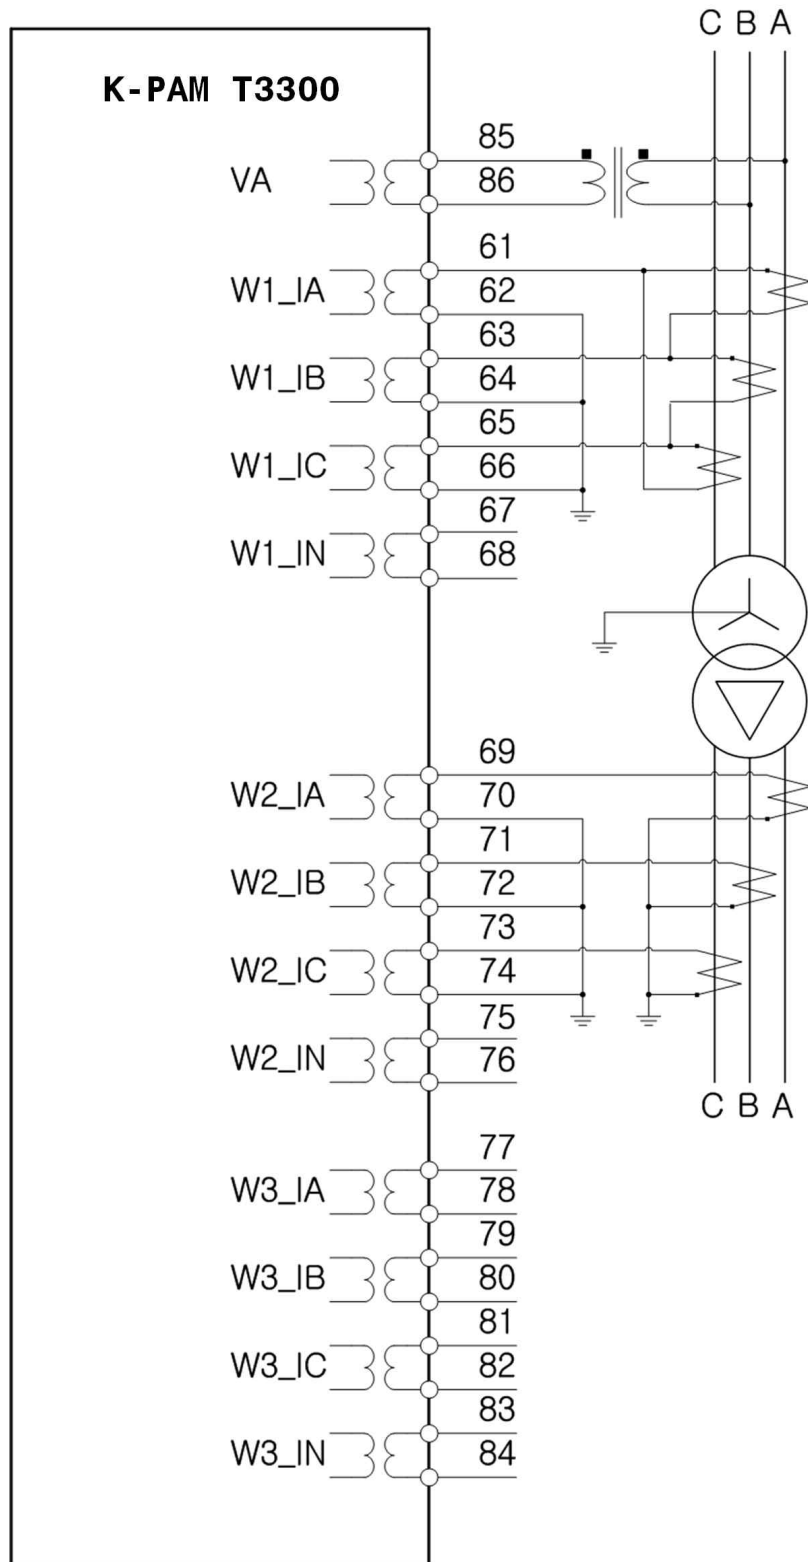 C B A
K-PAM T3300
85
VA
86
61
W1_IA
62
63
W1_IB
64
65
W1_IC
66
67
W1_IN
68
69
W2_IA
70
71
W2_IB
72
73
W2_IC
74
75
W2_IN
76
C B A
77
W3_IA
78
79
W3_IB
80
81
W3_IC
82
83
W3_IN
84